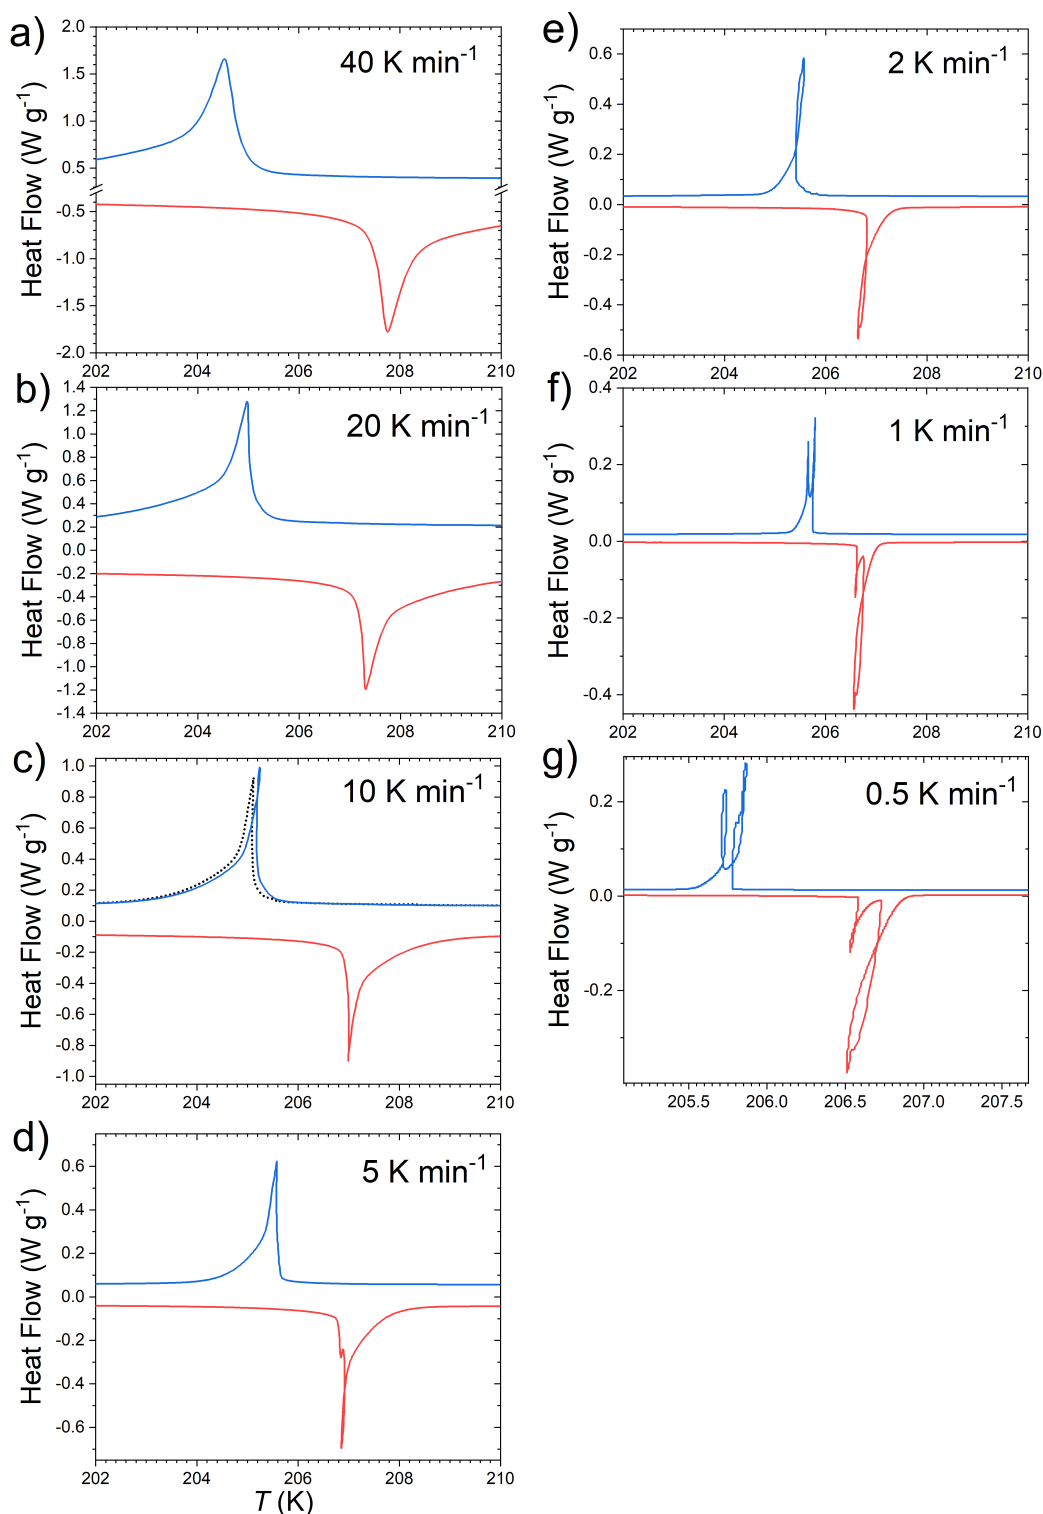 a)
40 K min-1
Heat Flow (W g-1)
2.0
1.5
1.0
0.5
-0.5
-1.0
-1.5
-2.0
202 204 206 208 210
b)
20 K min-1
Heat Flow (W g-1)
1.4
1.2
1.0
0.8
0.6
0.4
0.2
0.0
-0.2
-0.4
-0.6
-0.8
-1.0
-1.2
-1.4
202 204 206 208 210
c)
10 K min-1
Heat Flow (W g-1)
1.0
0.8
0.6
0.4
0.2
0.0
-0.2
-0.4
-0.6
-0.8
-1.0
202 204 206 208 210
d)
5 K min-1
Heat Flow (W g-1)
0.6
0.4
0.2
0.0
-0.2
-0.4
-0.6
202 204 206 208 210
T (K)
e)
2 K min-1
Heat Flow (W g-1)
0.6
0.4
0.2
0.0
-0.2
-0.4
-0.6
202 204 206 208 210
f)
1 K min-1
Heat Flow (W g-1)
0.4
0.2
0.0
-0.2
-0.4
202 204 206 208 210
g)
0.5 K min-1
Heat Flow (W g-1)
0.2
0.0
-0.2
205.5 206.0 206.5 207.0 207.5